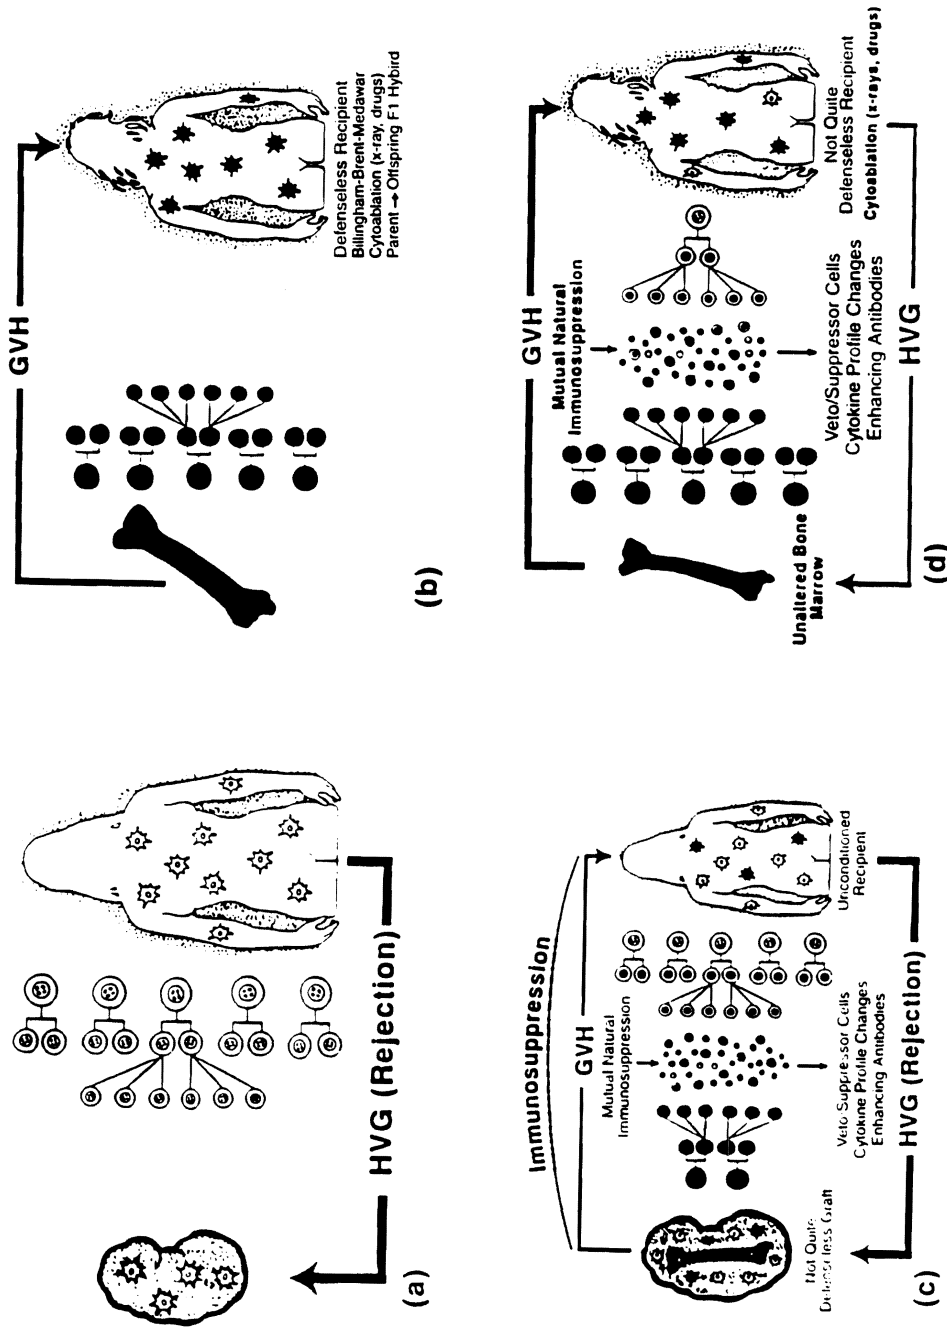 HVG (Rejection)
(a)
GVH
Defenseless Recipient
Billingham-Brent-Medawar
Cytoablation (x-ray, drugs)
Parent → Offspring F1 Hybird
(b)
Immunosuppression
GVH
Mutual Natural
Immunosuppression
Unconditioned
Recipient
Not Quite
Defenseless Graft
Veto/Suppressor Cells
Cytokine Profile Changes
Enhancing Antibodies
HVG (Rejection)
(c)
GVH
Mutual Natural
Immunosuppression
Not Quite
Defenseless Recipient
Cytoablation (x-rays, drugs)
Unaltered Bone
Marrow
Veto/Suppressor Cells
Cytokine Profile Changes
Enhancing Antibodies
HVG
(d)